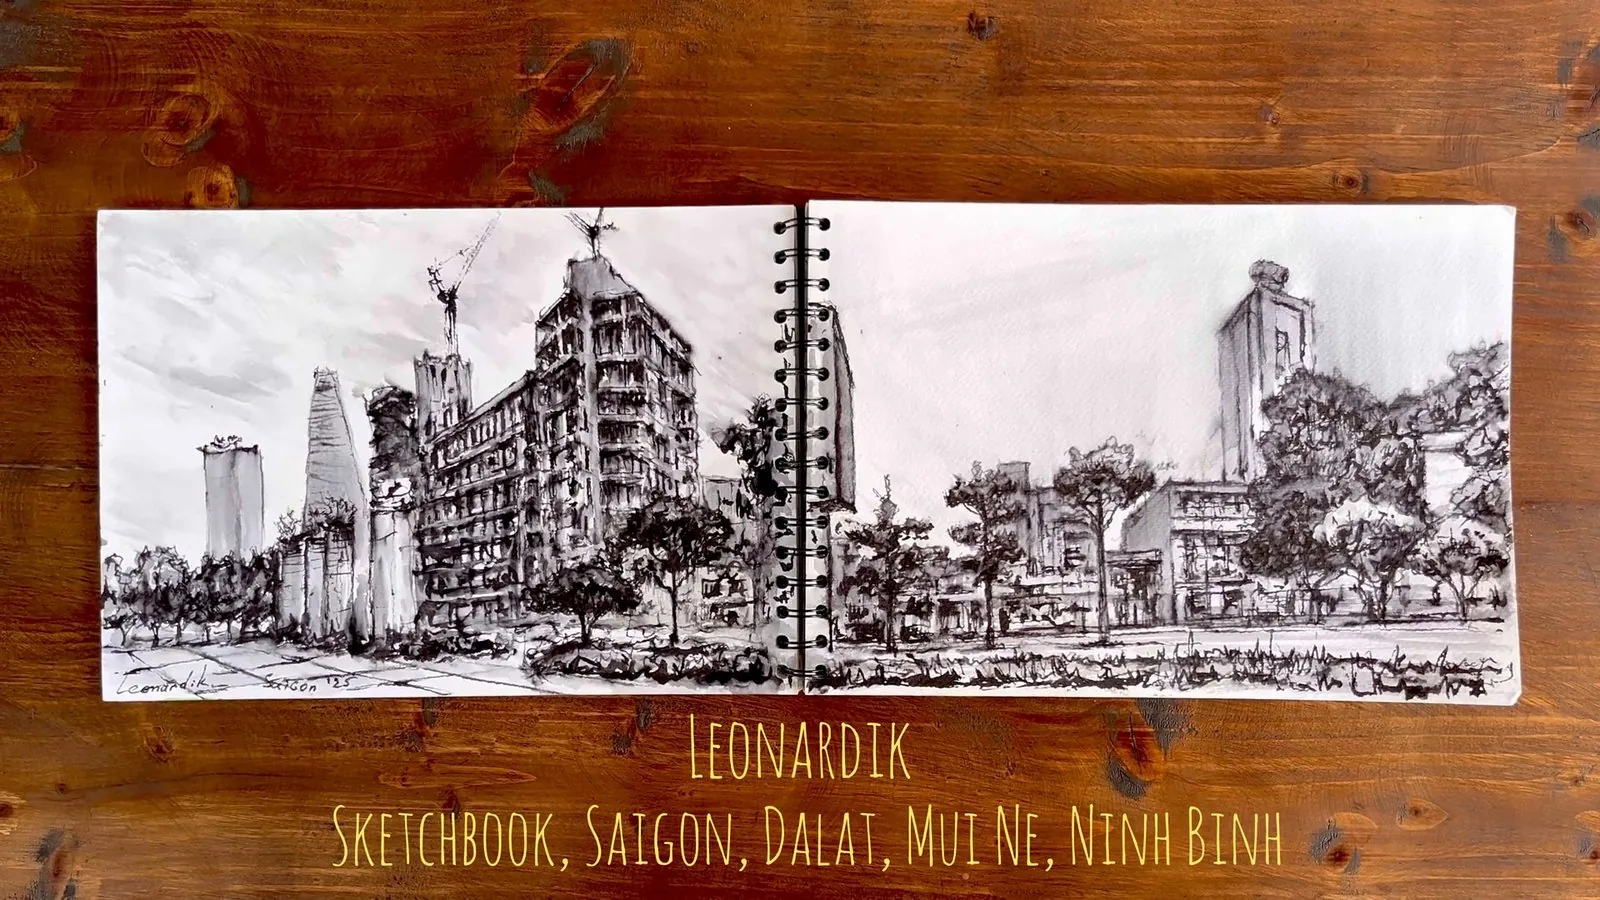 Leonardik Saigon '25
LEONARDIK
SKETCHBOOK, SAIGON, DALAT, MUI NE, NINH BINH